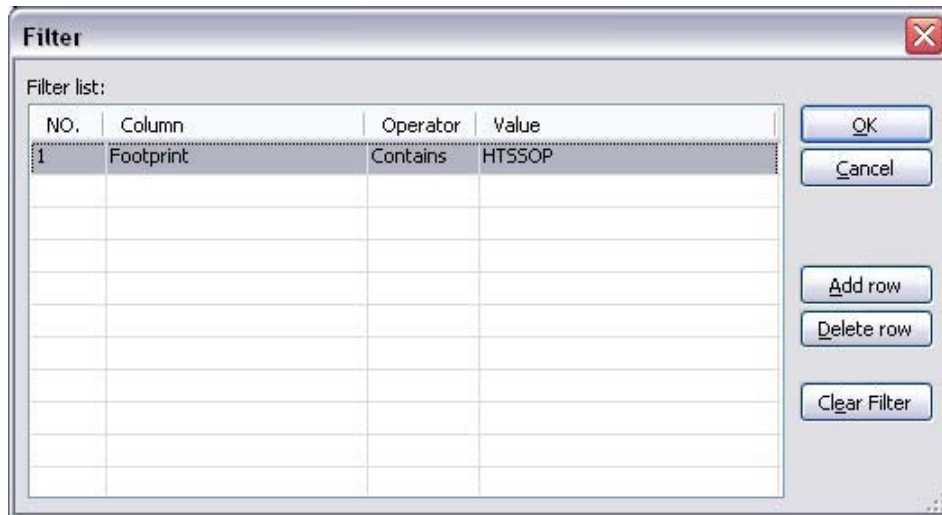 Filter
Filter list:
NO. Column Operator Value
1 Footprint Contains HTSSOP
OK
Cancel
Add row
Delete row
Clear Filter